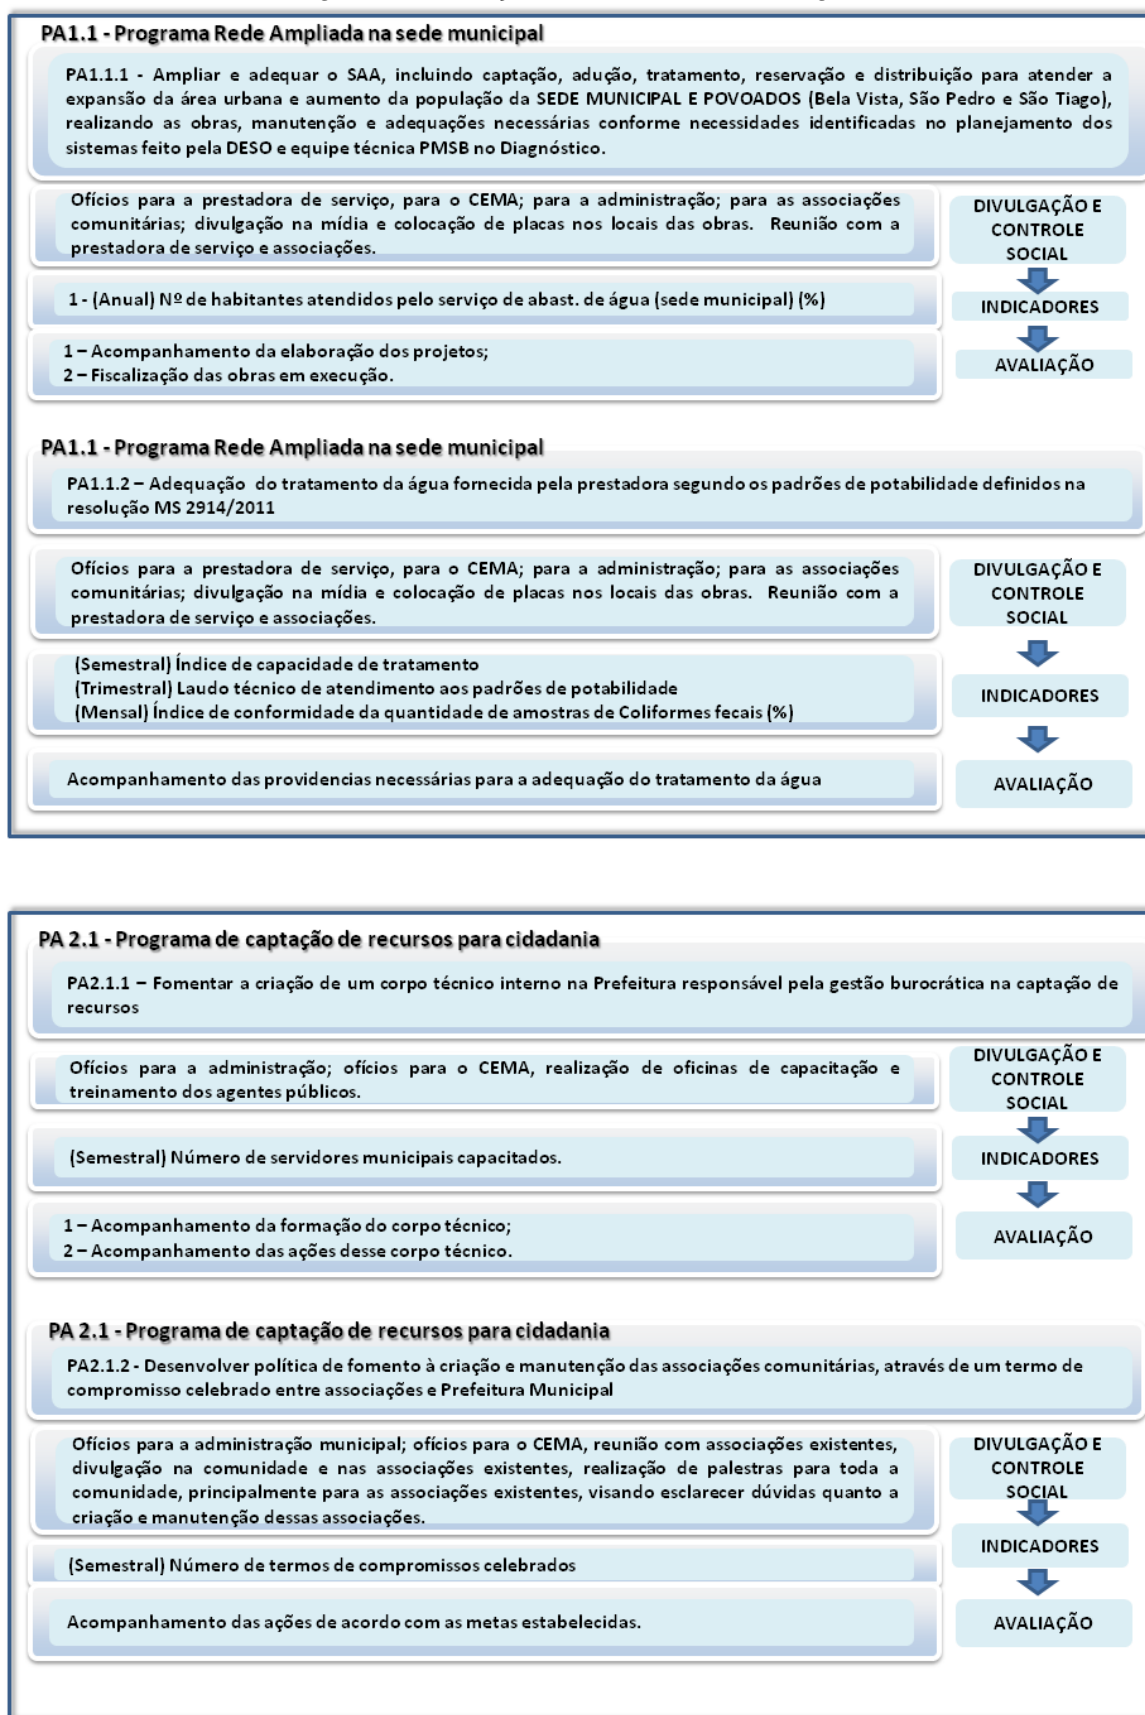 PA1.1 - Programa Rede Ampliada na sede municipal
PA1.1.1 - Ampliar e adequar o SAA, incluindo captação, adução, tratamento, reservação e distribuição para atender a
expansão da área urbana e aumento da população da SEDE MUNICIPAL E POVOADOS (Bela Vista, São Pedro e São Tiago),
realizando as obras, manutenção e adequações necessárias conforme necessidades identificadas no planejamento dos
sistemas feito pela DESO e equipe técnica PMSB no Diagnóstico.
Ofícios para a prestadora de serviço, para o CEMA; para a administração; para as associações
comunitárias; divulgação na mídia e colocação de placas nos locais das obras. Reunião com a
prestadora de serviço e associações.
DIVULGAÇÃO E
CONTROLE
SOCIAL
1 - (Anual) Nº de habitantes atendidos pelo serviço de abast. de água (sede municipal) (%)
INDICADORES
1 – Acompanhamento da elaboração dos projetos;
2 – Fiscalização das obras em execução.
AVALIAÇÃO
PA1.1 - Programa Rede Ampliada na sede municipal
PA1.1.2 – Adequação do tratamento da água fornecida pela prestadora segundo os padrões de potabilidade definidos na
resolução MS 2914/2011
Ofícios para a prestadora de serviço, para o CEMA; para a administração; para as associações
comunitárias; divulgação na mídia e colocação de placas nos locais das obras. Reunião com a
prestadora de serviço e associações.
DIVULGAÇÃO E
CONTROLE
SOCIAL
(Semestral) Índice de capacidade de tratamento
(Trimestral) Laudo técnico de atendimento aos padrões de potabilidade
(Mensal) Índice de conformidade da quantidade de amostras de Coliformes fecais (%)
INDICADORES
Acompanhamento das providencias necessárias para a adequação do tratamento da água
AVALIAÇÃO
PA 2.1 - Programa de captação de recursos para cidadania
PA2.1.1 – Fomentar a criação de um corpo técnico interno na Prefeitura responsável pela gestão burocrática na captação de
recursos
Ofícios para a administração; ofícios para o CEMA, realização de oficinas de capacitação e
treinamento dos agentes públicos.
DIVULGAÇÃO E
CONTROLE
SOCIAL
(Semestral) Número de servidores municipais capacitados.
INDICADORES
1 – Acompanhamento da formação do corpo técnico;
2 – Acompanhamento das ações desse corpo técnico.
AVALIAÇÃO
PA 2.1 - Programa de captação de recursos para cidadania
PA2.1.2 - Desenvolver política de fomento à criação e manutenção das associações comunitárias, através de um termo de
compromisso celebrado entre associações e Prefeitura Municipal
Ofícios para a administração municipal; ofícios para o CEMA, reunião com associações existentes,
divulgação na comunidade e nas associações existentes, realização de palestras para toda a
comunidade, principalmente para as associações existentes, visando esclarecer dúvidas quanto a
criação e manutenção dessas associações.
DIVULGAÇÃO E
CONTROLE
SOCIAL
(Semestral) Número de termos de compromissos celebrados
INDICADORES
Acompanhamento das ações de acordo com as metas estabelecidas.
AVALIAÇÃO